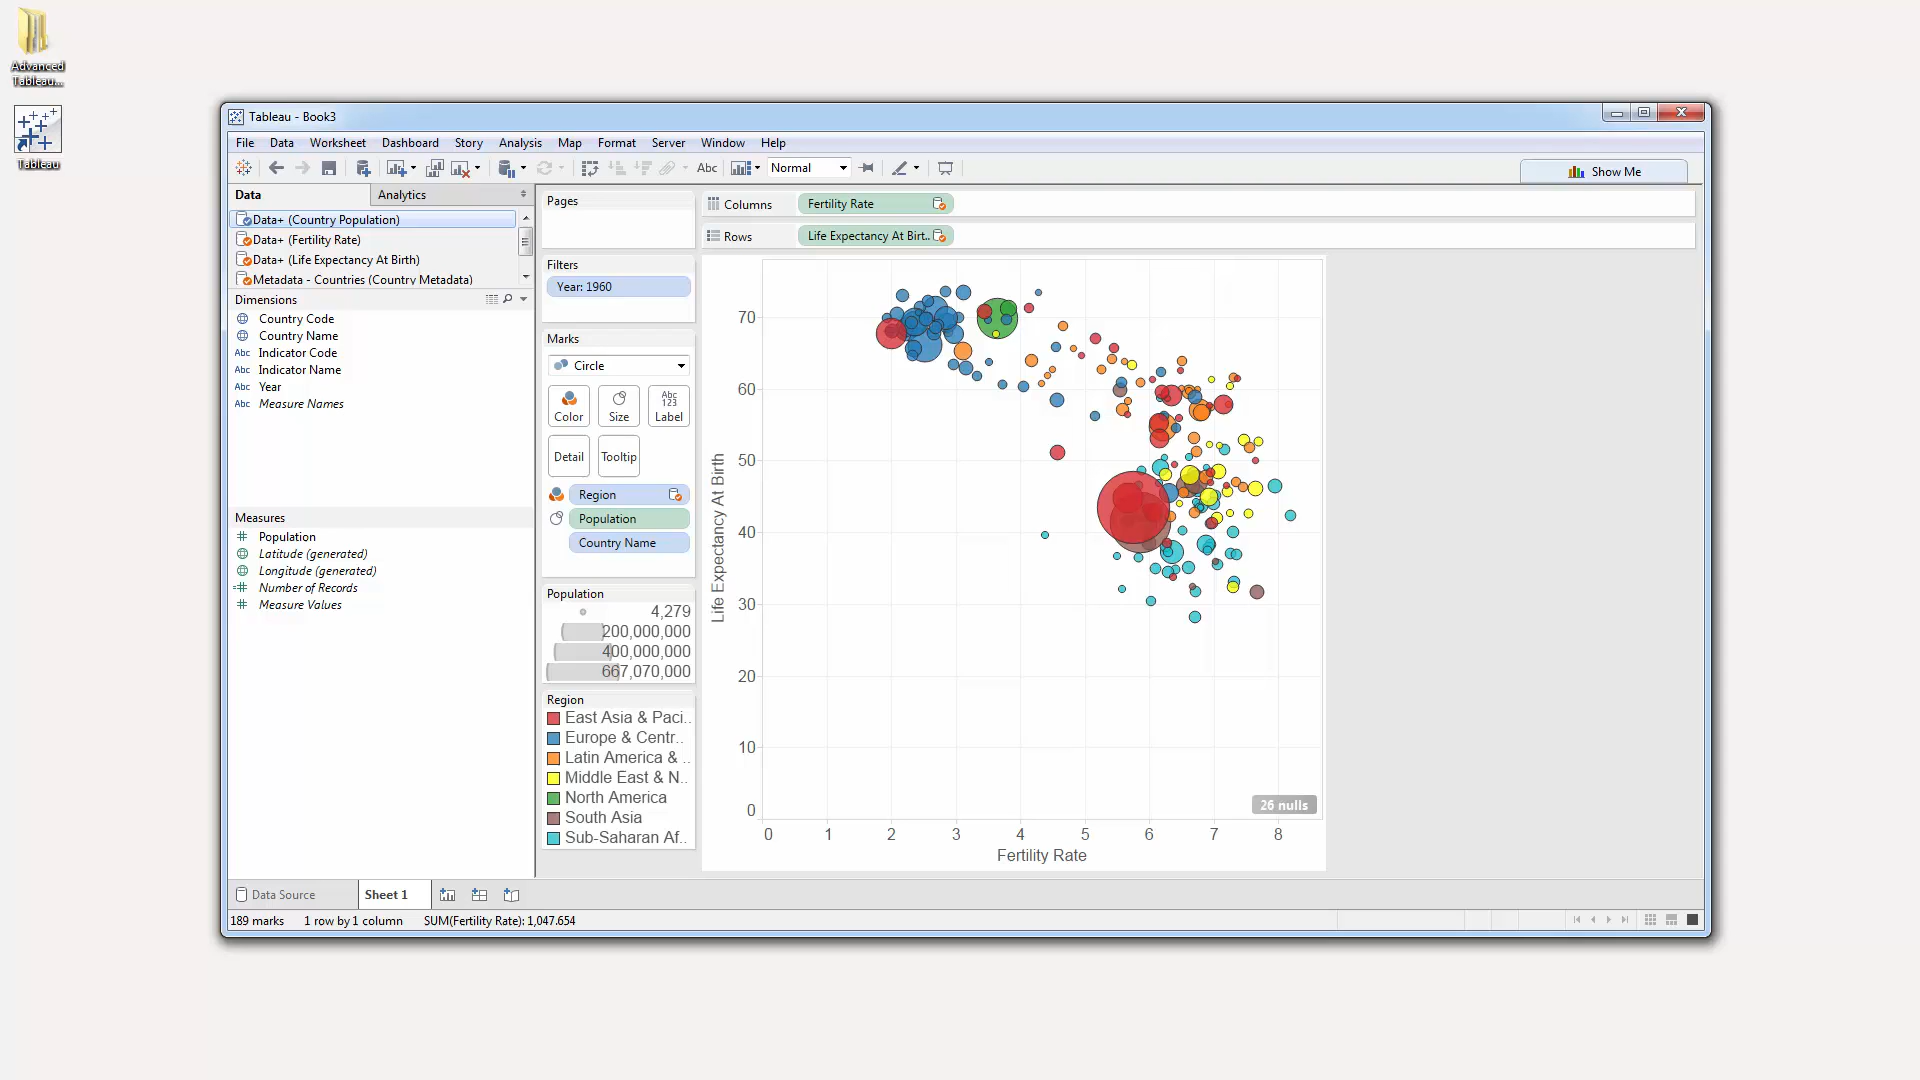 Advanced
Tableau...
Tableau
Tableau - Book3
File Data Worksheet Dashboard Story Analysis Map Format Server Window Help
Abc Normal Show Me
Data Analytics
Data+ (Country Population)
Data+ (Fertility Rate)
Data+ (Life Expectancy At Birth)
Metadata - Countries (Country Metadata)
Dimensions
Country Code
Country Name
Abc Indicator Code
Abc Indicator Name
Abc Year
Abc Measure Names
Measures
Population
Latitude (generated)
Longitude (generated)
Number of Records
Measure Values
Pages
Filters
Year: 1960
Marks
Circle
Color
Size
Abc
123
Label
Detail
Tooltip
Region
Population
Country Name
Population
4,279
200,000,000
400,000,000
667,070,000
Region
East Asia & Paci..
Europe & Centr..
Latin America & ..
Middle East & N..
North America
South Asia
Sub-Saharan Af..
Columns Fertility Rate
Rows Life Expectancy At Birt..
Life Expectancy At Birth
70
60
50
40
30
20
10
0
26 nulls
0 1 2 3 4 5 6 7 8
Fertility Rate
Data Source Sheet 1
189 marks 1 row by 1 column SUM(Fertility Rate): 1,047.654